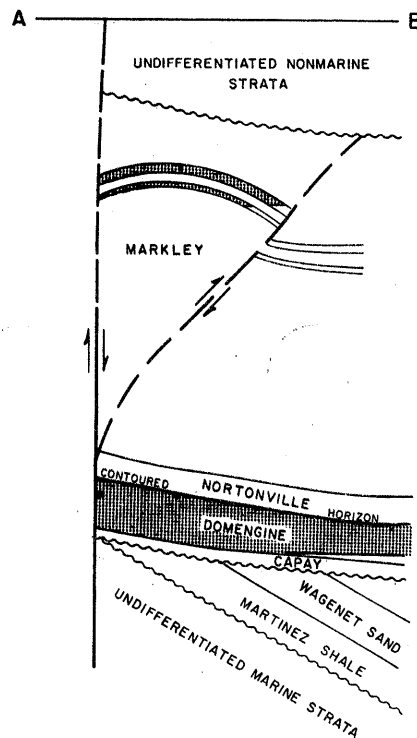 A
B
UNDIFFERENTIATED NONMARINE
STRATA
MARKLEY
CONTOURED
NORTONVILLE
HORIZON
DOMENGINE
CAPAY
WAGENET SAND
MARTINEZ SHALE
UNDIFFERENTIATED MARINE STRATA